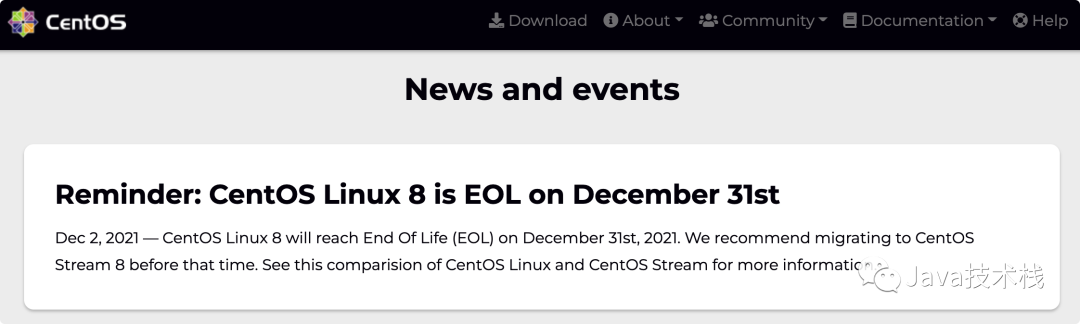 CentOS
Download About Community Documentation Help
News and events
Reminder: CentOS Linux 8 is EOL on December 31st
Dec 2, 2021 — CentOS Linux 8 will reach End Of Life (EOL) on December 31st, 2021. We recommend migrating to CentOS
Stream 8 before that time. See this comparision of CentOS Linux and CentOS Stream for more information.
Java技术栈